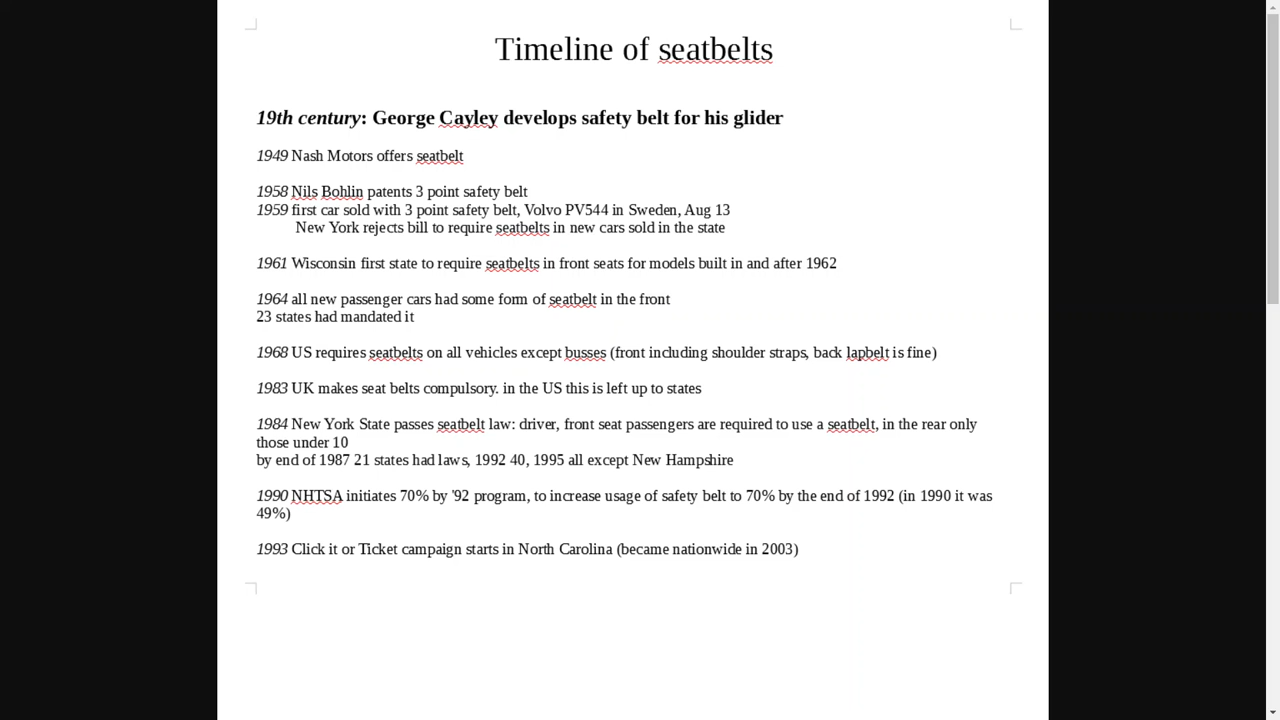 Timeline of seatbelts
19th century: George Cayley develops safety belt for his glider
1949 Nash Motors offers seatbelt
1958 Nils Bohlin patents 3 point safety belt
1959 first car sold with 3 point safety belt, Volvo PV544 in Sweden, Aug 13
New York rejects bill to require seatbelts in new cars sold in the state
1961 Wisconsin first state to require seatbelts in front seats for models built in and after 1962
1964 all new passenger cars had some form of seatbelt in the front
23 states had mandated it
1968 US requires seatbelts on all vehicles except busses (front including shoulder straps, back lapbelt is fine)
1983 UK makes seat belts compulsory. in the US this is left up to states
1984 New York State passes seatbelt law: driver, front seat passengers are required to use a seatbelt, in the rear only
those under 10
by end of 1987 21 states had laws, 1992 40, 1995 all except New Hampshire
1990 NHTSA initiates 70% by '92 program, to increase usage of safety belt to 70% by the end of 1992 (in 1990 it was
49%)
1993 Click it or Ticket campaign starts in North Carolina (became nationwide in 2003)